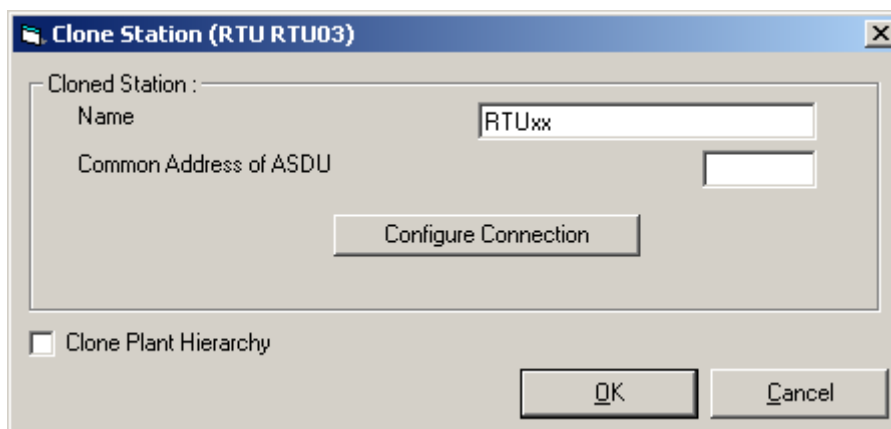 Clone Station (RTU RTU03)
Cloned Station :
Name
RTUxx
Common Address of ASDU
Configure Connection
Clone Plant Hierarchy
OK
Cancel